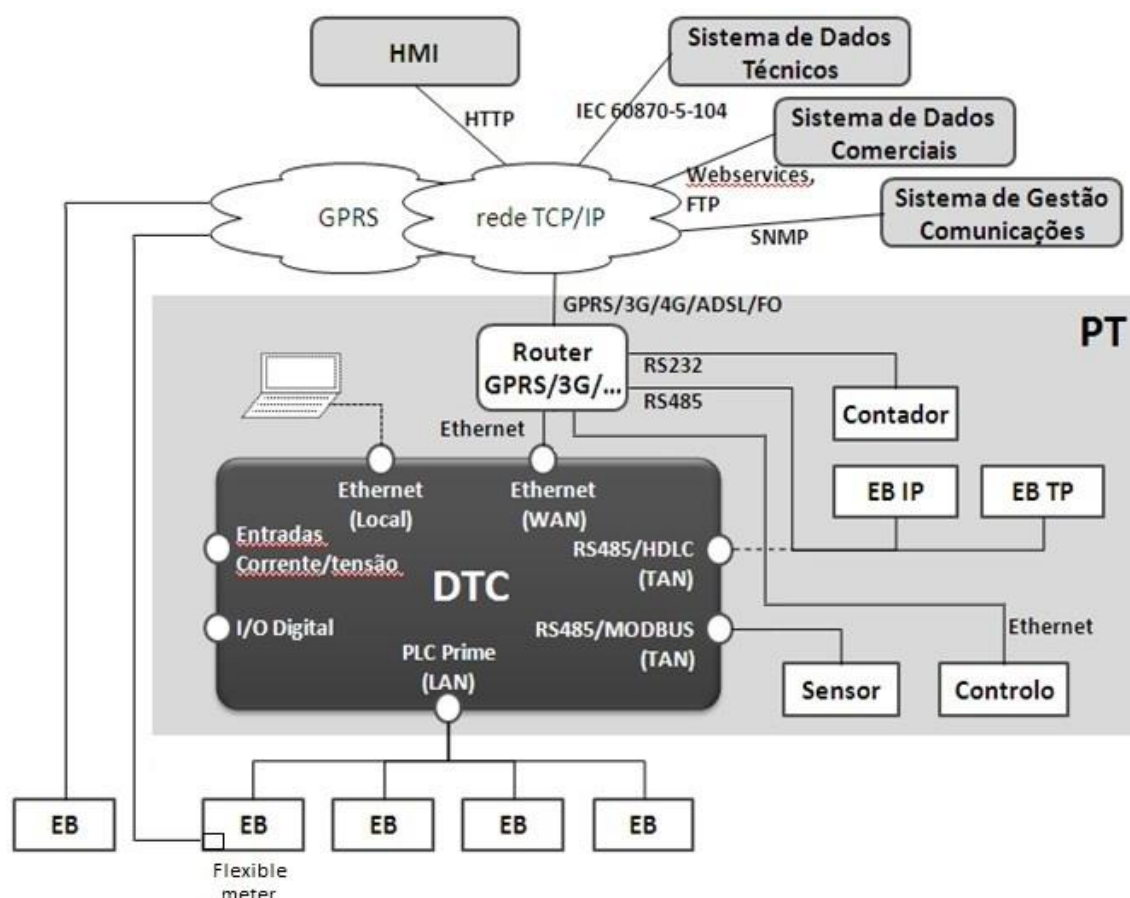 HMI
Sistema de Dados
Técnicos
HTTP
IEC 60870-5-104
Sistema de Dados
Comerciais
Webservices,
FTP
GPRS
rede TCP/IP
Sistema de Gestão
Comunicações
SNMP
GPRS/3G/4G/ADSL/FO
PT
Router
GPRS/3G/...
RS232
RS485
Contador
Ethernet
EB IP
EB TP
Ethernet
(Local)
Ethernet
(WAN)
Entradas
Corrente/tensão
RS485/HDLC
(TAN)
DTC
I/O Digital
RS485/MODBUS
(TAN)
PLC Prime
(LAN)
Ethernet
Sensor
Controlo
EB
EB
EB
EB
EB
Flexible
meter